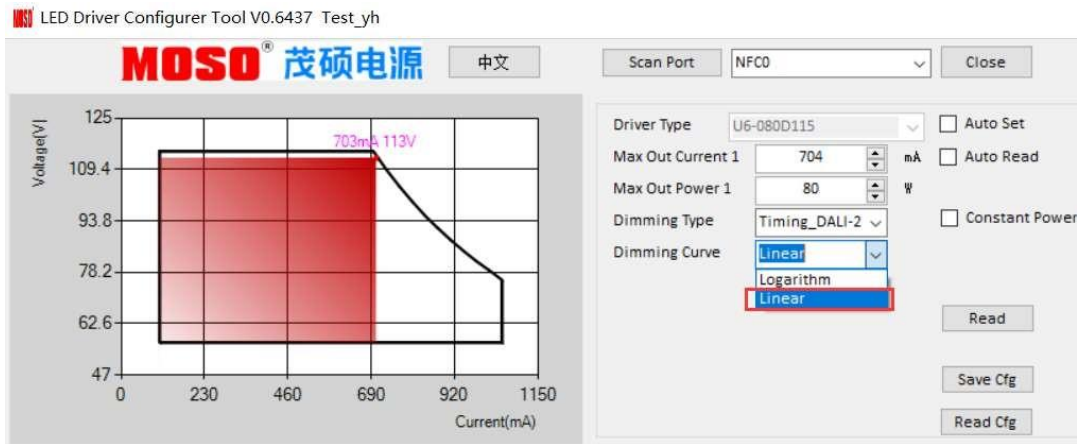 MOSO LED Driver Configurer Tool V0.6437 Test_yh
MOSO® 茂硕电源 中文 Scan Port NFC0 Close
Voltage[V]
125
109.4
93.8
78.2
62.6
47
703mA 113V
0 230 460 690 920 1150
Current(mA)
Driver Type U6-080D115 Auto Set
Max Out Current 1 704 mA Auto Read
Max Out Power 1 80 W
Dimming Type Timing_DALI-2 Constant Power
Dimming Curve Linear
Logarithm
Linear
Read
Save Cfg
Read Cfg